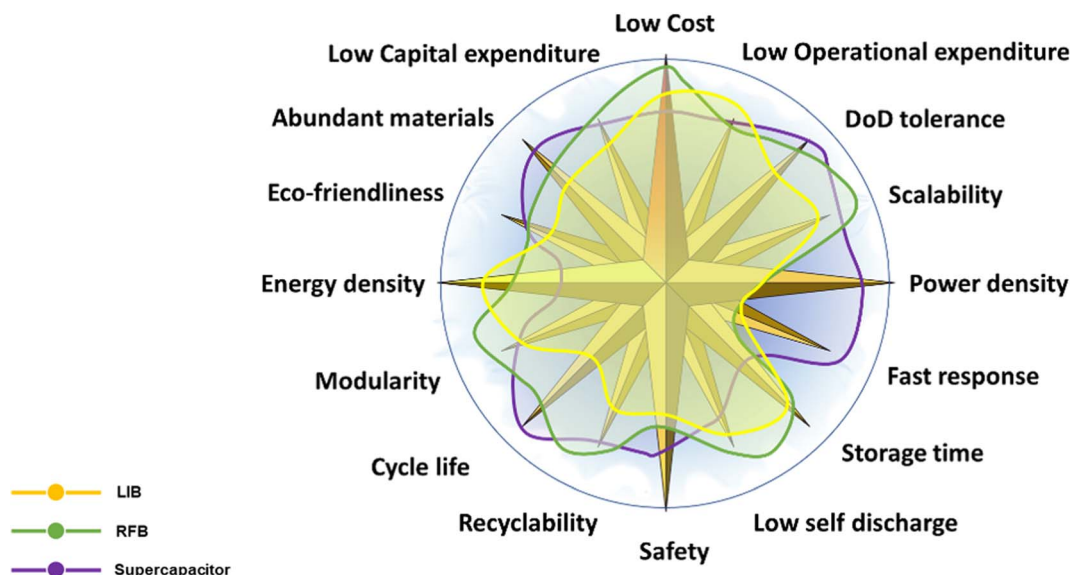 Low Cost
Low Capital expenditure
Low Operational expenditure
Abundant materials
DoD tolerance
Eco-friendliness
Scalability
Energy density
Power density
Modularity
Fast response
Cycle life
Storage time
Recyclability
Low self discharge
Safety
LIB
RFB
Supercapacitor